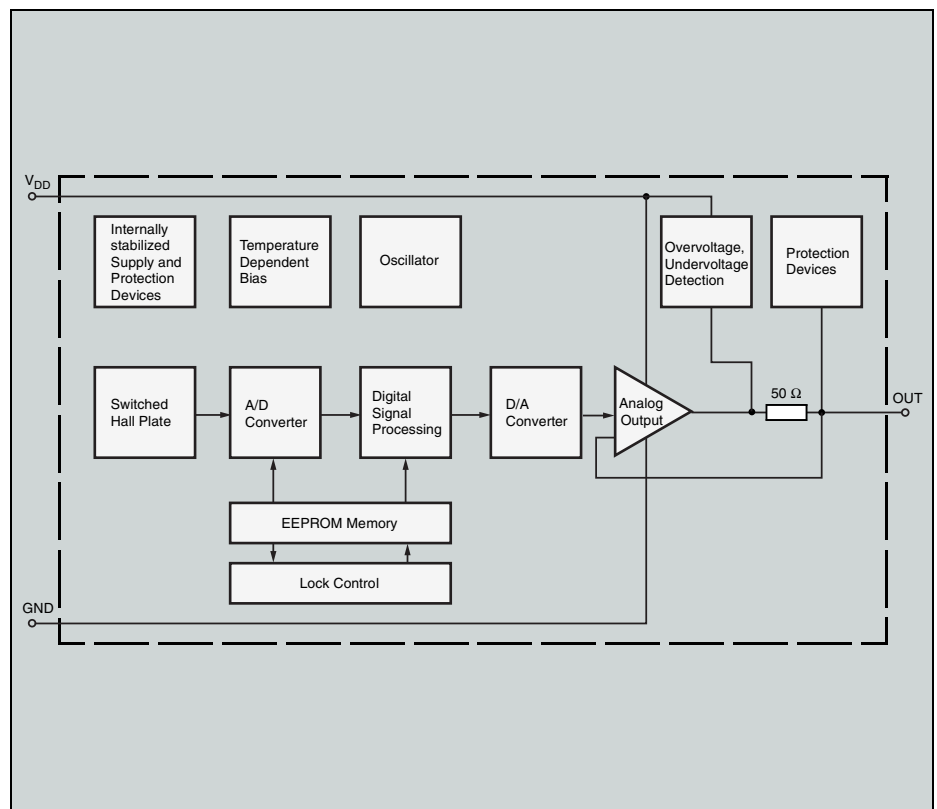 VDD
Internally
stabilized
Supply and
Protection
Devices
Temperature
Dependent
Bias
Oscillator
Overvoltage,
Undervoltage
Detection
Protection
Devices
Switched
Hall Plate
A/D
Converter
Digital
Signal
Processing
D/A
Converter
Analog
Output
50 Ω
OUT
EEPROM Memory
Lock Control
GND